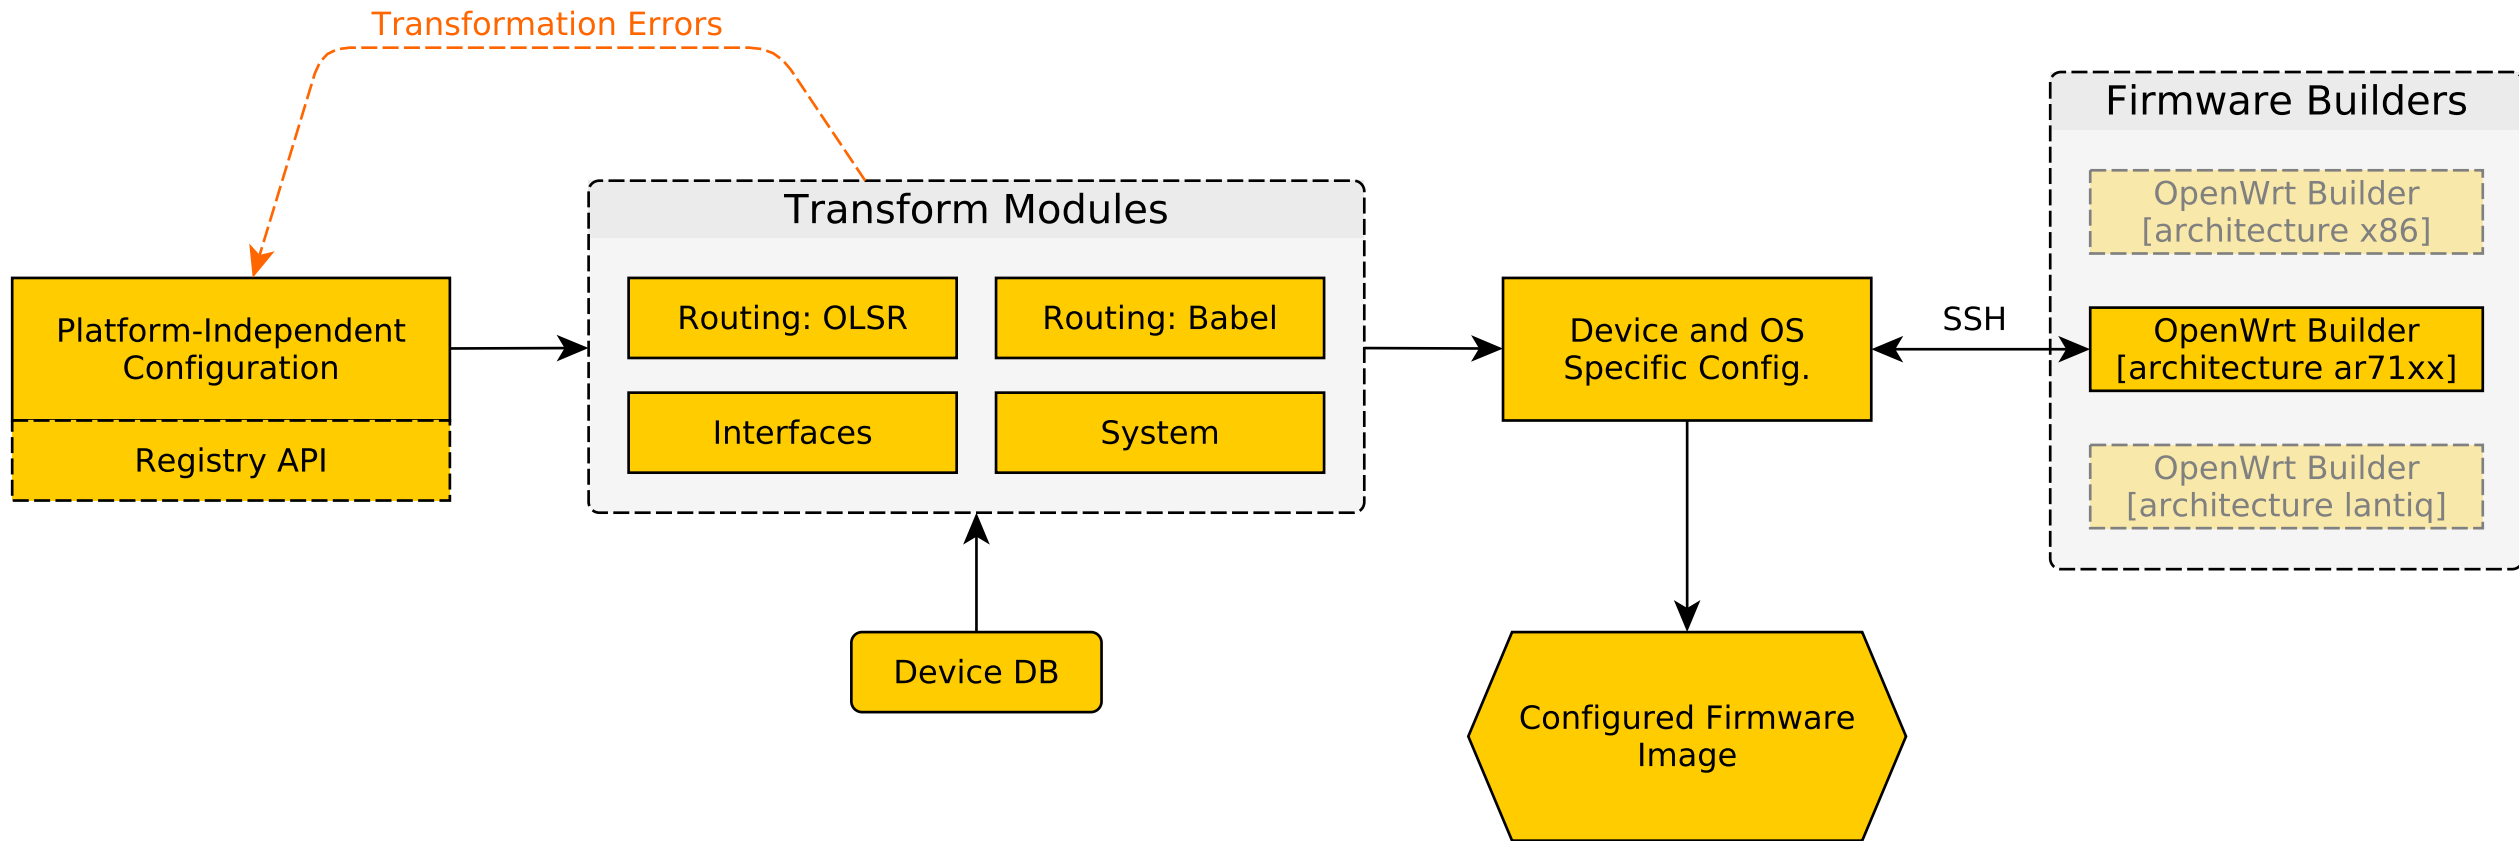 Transformation Errors
Firmware Builders
OpenWrt Builder
[architecture x86]
Transform Modules
Routing: OLSR
Routing: Babel
Platform-Independent
Configuration
Device and OS
Specific Config.
SSH
OpenWrt Builder
[architecture ar71xx]
Interfaces
System
Registry API
OpenWrt Builder
[architecture lantiq]
Device DB
Configured Firmware
Image